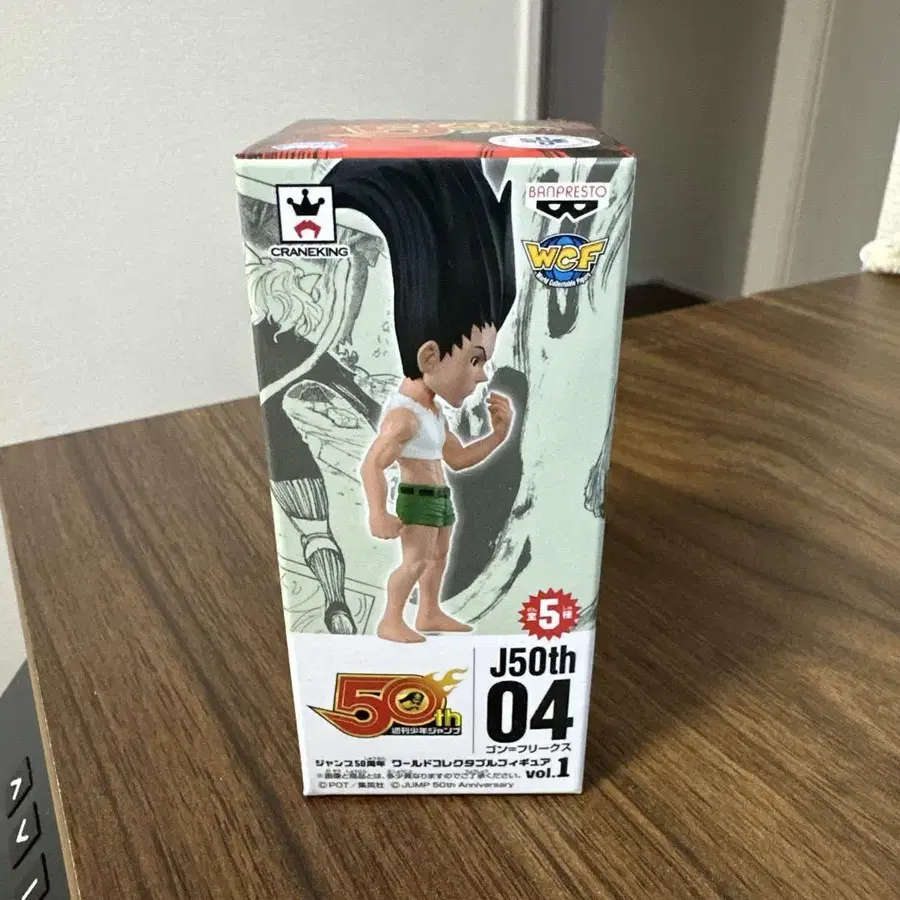 CRANEKING
BANPRESTO
WCF
World Collectable Figure
全5種
ぜん しゅ
J50th
04
ゴン=フリークス
50th
週刊少年ジャンプ
ジャンプ50周年 ワールドコレクタブルフィギュア vol.1
※画像と商品とは、多少異なりますのでご了承ください。
©POT/集英社 ©JUMP 50th Anniversary